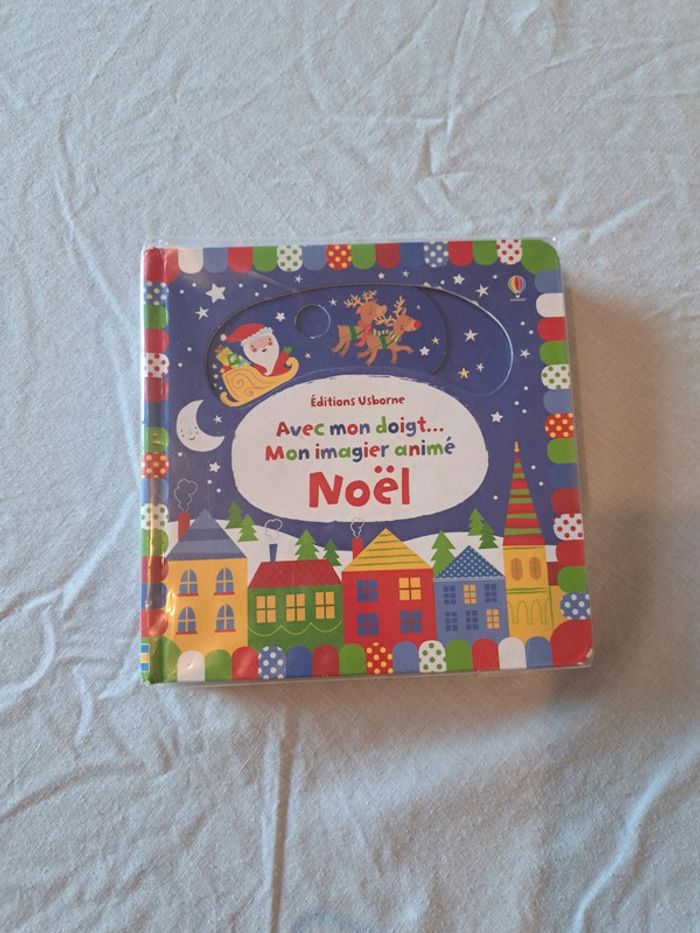 Éditions Usborne
Avec mon doigt...
Mon imagier animé
Noël